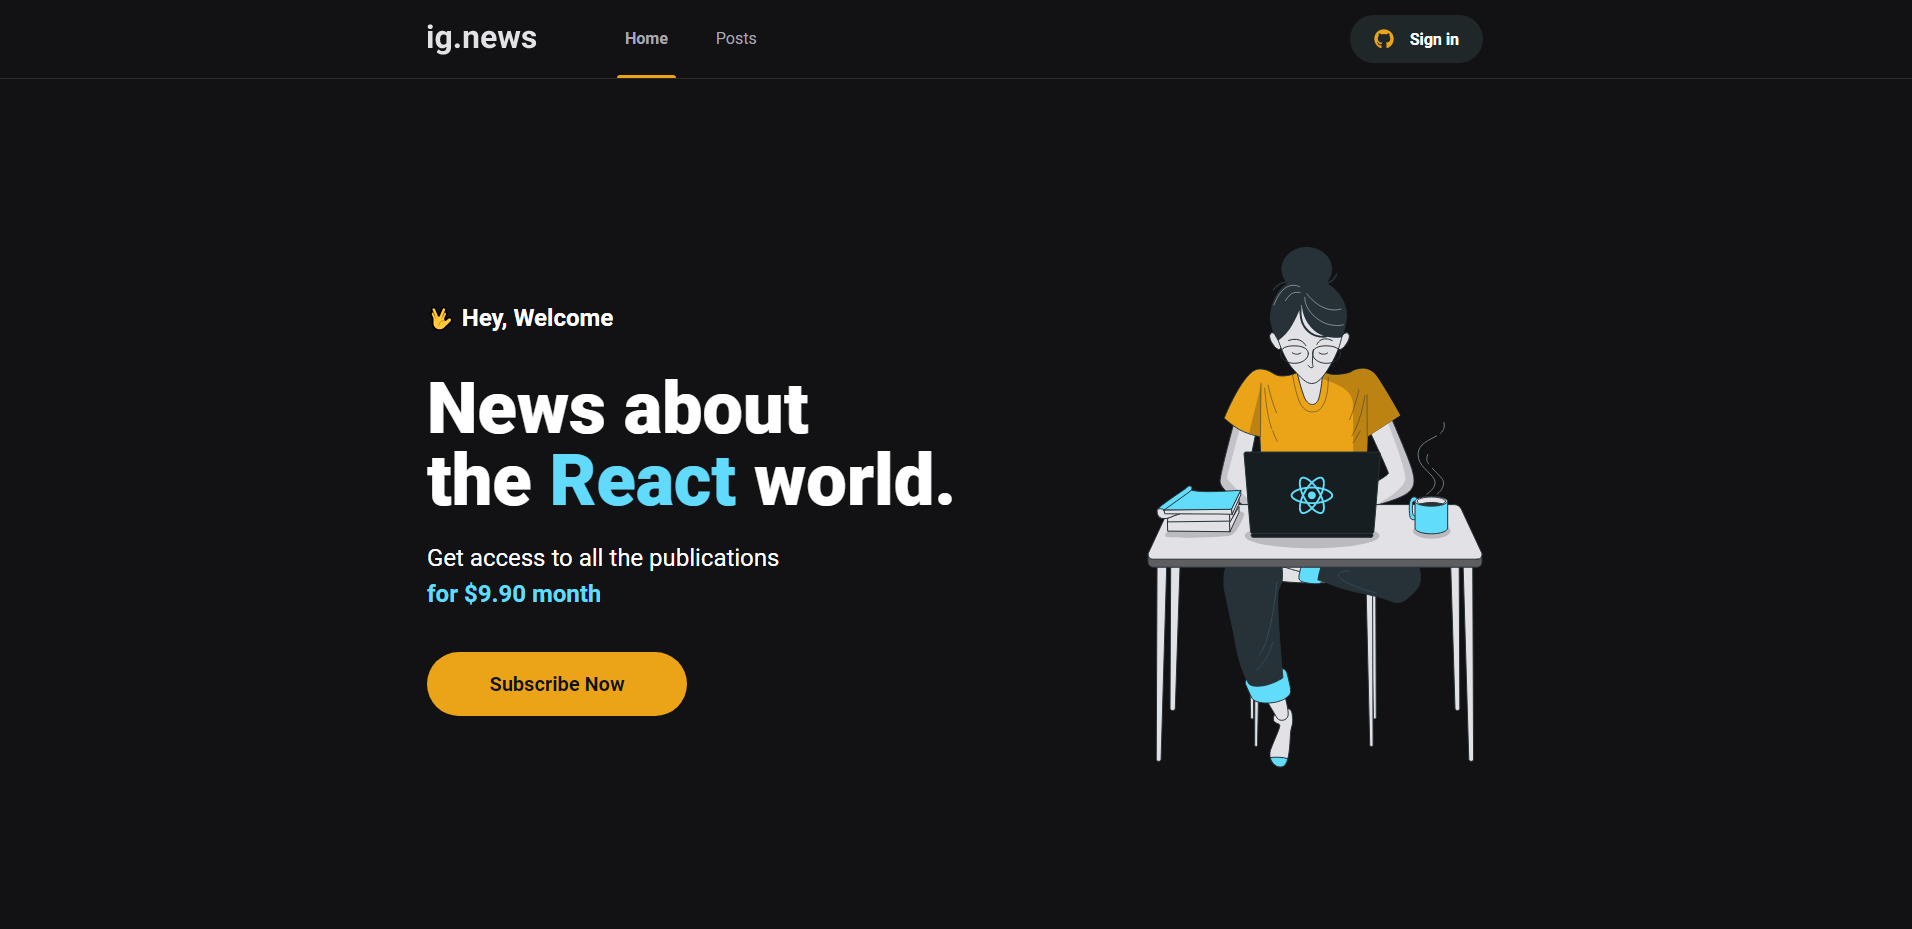 ig.news
Home
Posts
Sign in
🖖 Hey, Welcome
News about
the React world.
Get access to all the publications
for $9.90 month
Subscribe Now